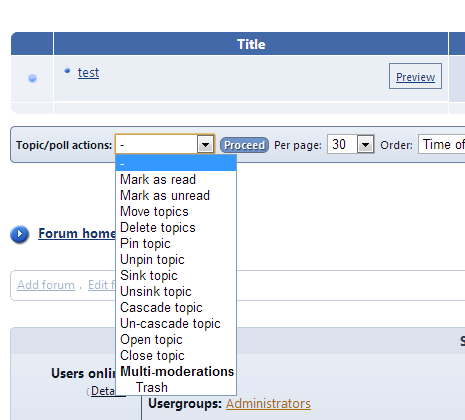 Title
test
Preview
Topic/poll actions: - Proceed Per page: 30 Order: Time of
-
Mark as read
Mark as unread
Move topics
Delete topics
Pin topic
Unpin topic
Sink topic
Unsink topic
Cascade topic
Un-cascade topic
Open topic
Close topic
Multi-moderations
Trash
Forum home
Add forum . Edit f
S
Users onlin
(Detai
Usergroups: Administrators